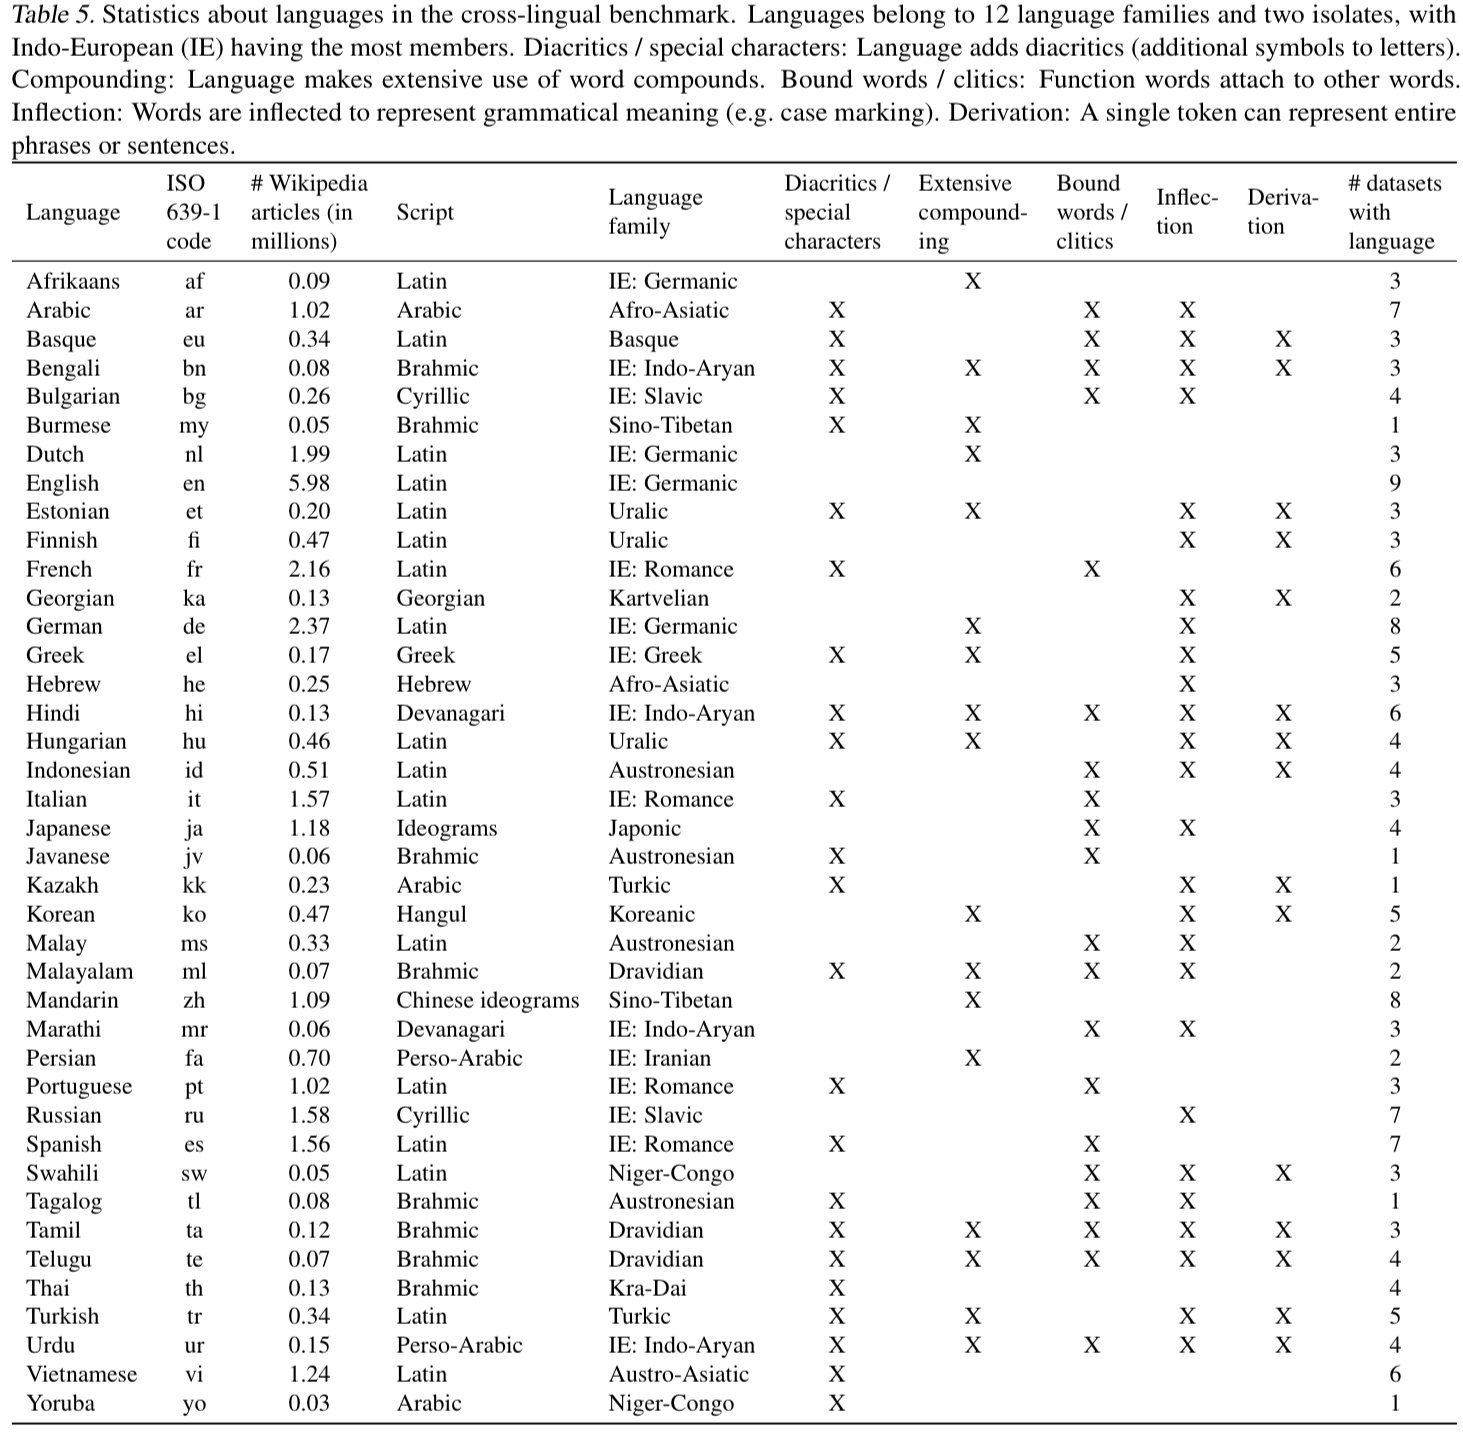 Table 5. Statistics about languages in the cross-lingual benchmark. Languages belong to 12 language families and two isolates, with
Indo-European (IE) having the most members. Diacritics / special characters: Language adds diacritics (additional symbols to letters).
Compounding: Language makes extensive use of word compounds. Bound words / clitics: Function words attach to other words.
Inflection: Words are inflected to represent grammatical meaning (e.g. case marking). Derivation: A single token can represent entire
phrases or sentences.
Language ISO 639-1 code # Wikipedia articles (in millions) Script Language family Diacritics / special characters Extensive compound-ing Bound words / clitics Inflec-tion Deriva-tion # datasets with language
Afrikaans af 0.09 Latin IE: Germanic X 3
Arabic ar 1.02 Arabic Afro-Asiatic X X X 7
Basque eu 0.34 Latin Basque X X X X 3
Bengali bn 0.08 Brahmic IE: Indo-Aryan X X X X X 3
Bulgarian bg 0.26 Cyrillic IE: Slavic X X X 4
Burmese my 0.05 Brahmic Sino-Tibetan X X 1
Dutch nl 1.99 Latin IE: Germanic X 3
English en 5.98 Latin IE: Germanic 9
Estonian et 0.20 Latin Uralic X X X X 3
Finnish fi 0.47 Latin Uralic X X 3
French fr 2.16 Latin IE: Romance X X 6
Georgian ka 0.13 Georgian Kartvelian X X 2
German de 2.37 Latin IE: Germanic X X 8
Greek el 0.17 Greek IE: Greek X X X 5
Hebrew he 0.25 Hebrew Afro-Asiatic X 3
Hindi hi 0.13 Devanagari IE: Indo-Aryan X X X X X 6
Hungarian hu 0.46 Latin Uralic X X X X 4
Indonesian id 0.51 Latin Austronesian X X X 4
Italian it 1.57 Latin IE: Romance X X 3
Japanese ja 1.18 Ideograms Japonic X X 4
Javanese jv 0.06 Brahmic Austronesian X X 1
Kazakh kk 0.23 Arabic Turkic X X X 1
Korean ko 0.47 Hangul Koreanic X X X 5
Malay ms 0.33 Latin Austronesian X X 2
Malayalam ml 0.07 Brahmic Dravidian X X X X 2
Mandarin zh 1.09 Chinese ideograms Sino-Tibetan X 8
Marathi mr 0.06 Devanagari IE: Indo-Aryan X X 3
Persian fa 0.70 Perso-Arabic IE: Iranian X 2
Portuguese pt 1.02 Latin IE: Romance X X 3
Russian ru 1.58 Cyrillic IE: Slavic X 7
Spanish es 1.56 Latin IE: Romance X X 7
Swahili sw 0.05 Latin Niger-Congo X X X 3
Tagalog tl 0.08 Brahmic Austronesian X X X 1
Tamil ta 0.12 Brahmic Dravidian X X X X X 3
Telugu te 0.07 Brahmic Dravidian X X X X X 4
Thai th 0.13 Brahmic Kra-Dai X 4
Turkish tr 0.34 Latin Turkic X X X X 5
Urdu ur 0.15 Perso-Arabic IE: Indo-Aryan X X X X X 4
Vietnamese vi 1.24 Latin Austro-Asiatic X 6
Yoruba yo 0.03 Arabic Niger-Congo X 1